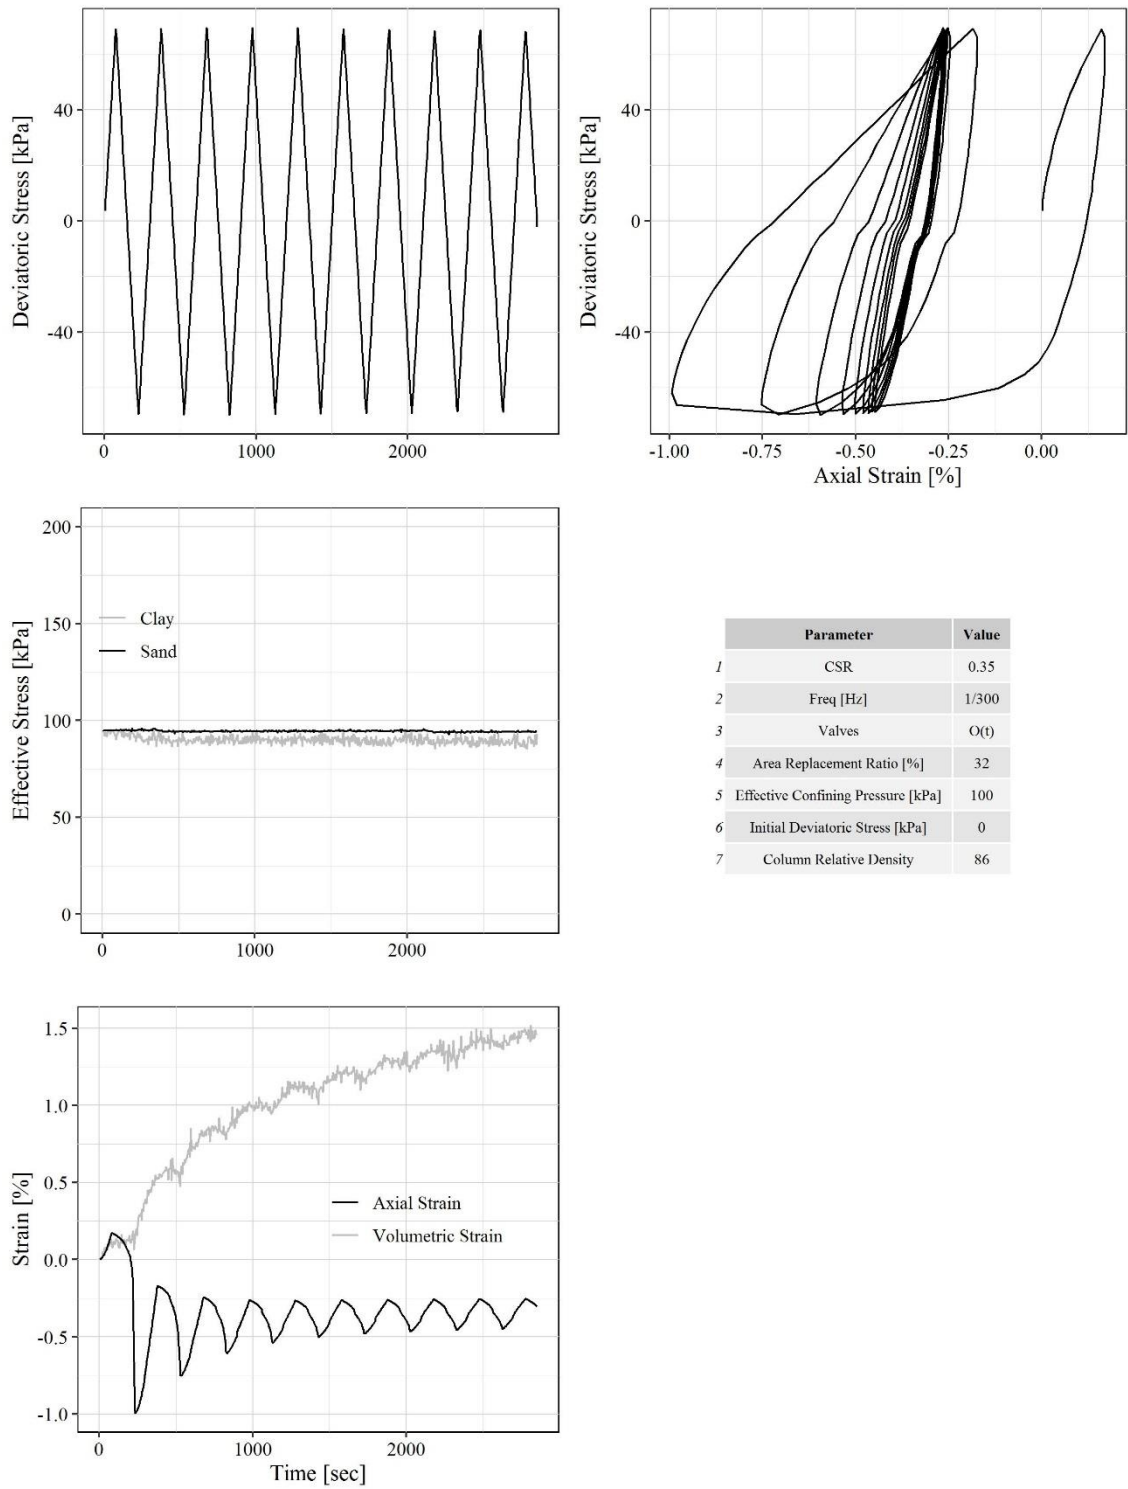 Deviatoric Stress [kPa]
40
0
-40
0 1000 2000
Deviatoric Stress [kPa]
40
0
-40
-1.00 -0.75 -0.50 -0.25 0.00
Axial Strain [%]
Effective Stress [kPa]
200
150
100
50
0
Clay
Sand
0 1000 2000
Parameter Value
1 CSR 0.35
2 Freq [Hz] 1/300
3 Valves O(t)
4 Area Replacement Ratio [%] 32
5 Effective Confining Pressure [kPa] 100
6 Initial Deviatoric Stress [kPa] 0
7 Column Relative Density 86
Strain [%]
1.5
1.0
0.5
0.0
-0.5
-1.0
Axial Strain
Volumetric Strain
0 1000 2000
Time [sec]